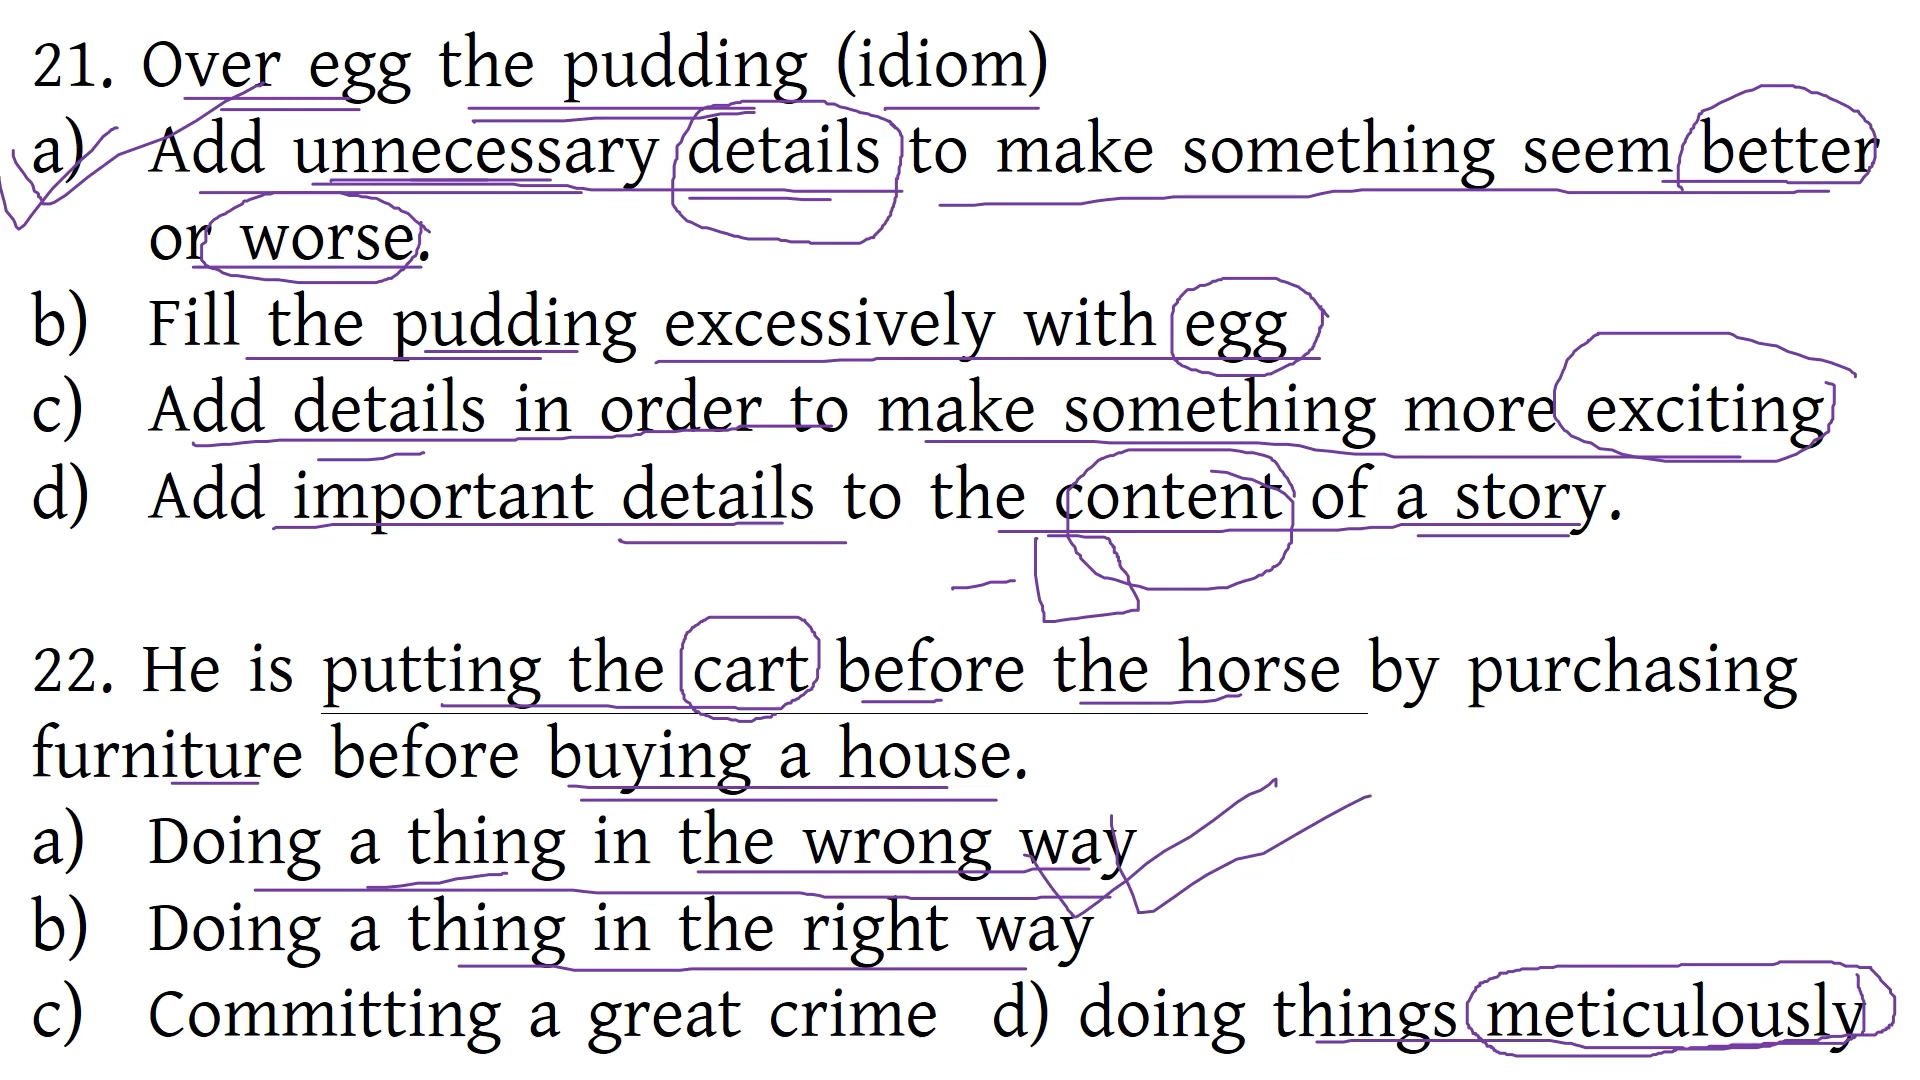 21. Over egg the pudding (idiom)
a) Add unnecessary details to make something seem better
or worse.
b) Fill the pudding excessively with egg
c) Add details in order to make something more exciting
d) Add important details to the content of a story.
22. He is putting the cart before the horse by purchasing
furniture before buying a house.
a) Doing a thing in the wrong way
b) Doing a thing in the right way
c) Committing a great crime d) doing things meticulously